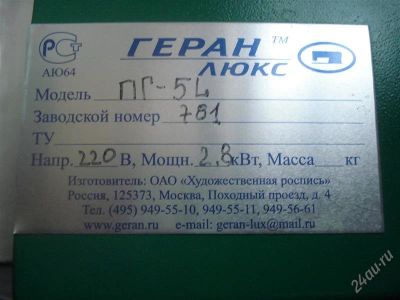 РСТ ГЕРАН™
АЮ64 ЛЮКС
Модель ПГ-5L
Заводской номер 781
ТУ
Напр. 220 В, Мощн. 2.8 кВт, Масса кг
Изготовитель: ОАО «Художественная роспись»
Россия, 125373, Москва, Походный проезд, д. 4
Тел. (495) 949-55-10, 949-55-11, 949-56-61
www.geran.ru e-mail: geran-lux@mail.ru
24au.ru